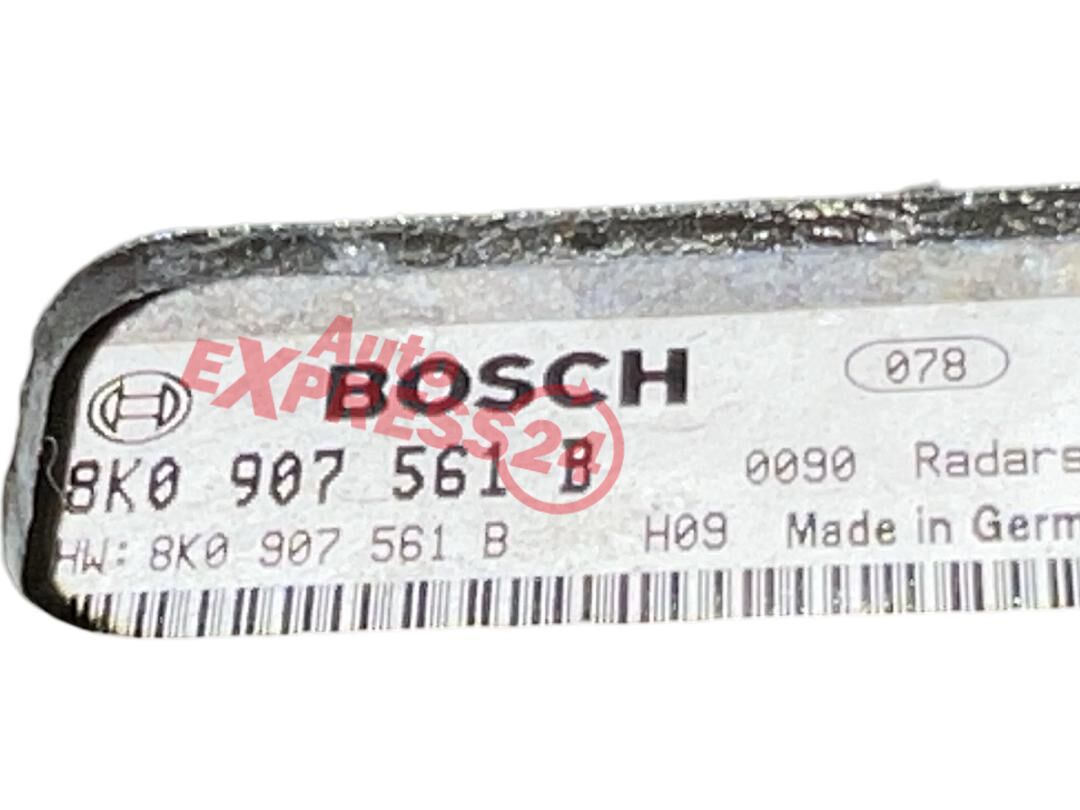 BOSCH 078
8K0 907 561 B 0090 Radars
HW: 8K0 907 561 B H09 Made in Germ
Auto
EXPRESS24